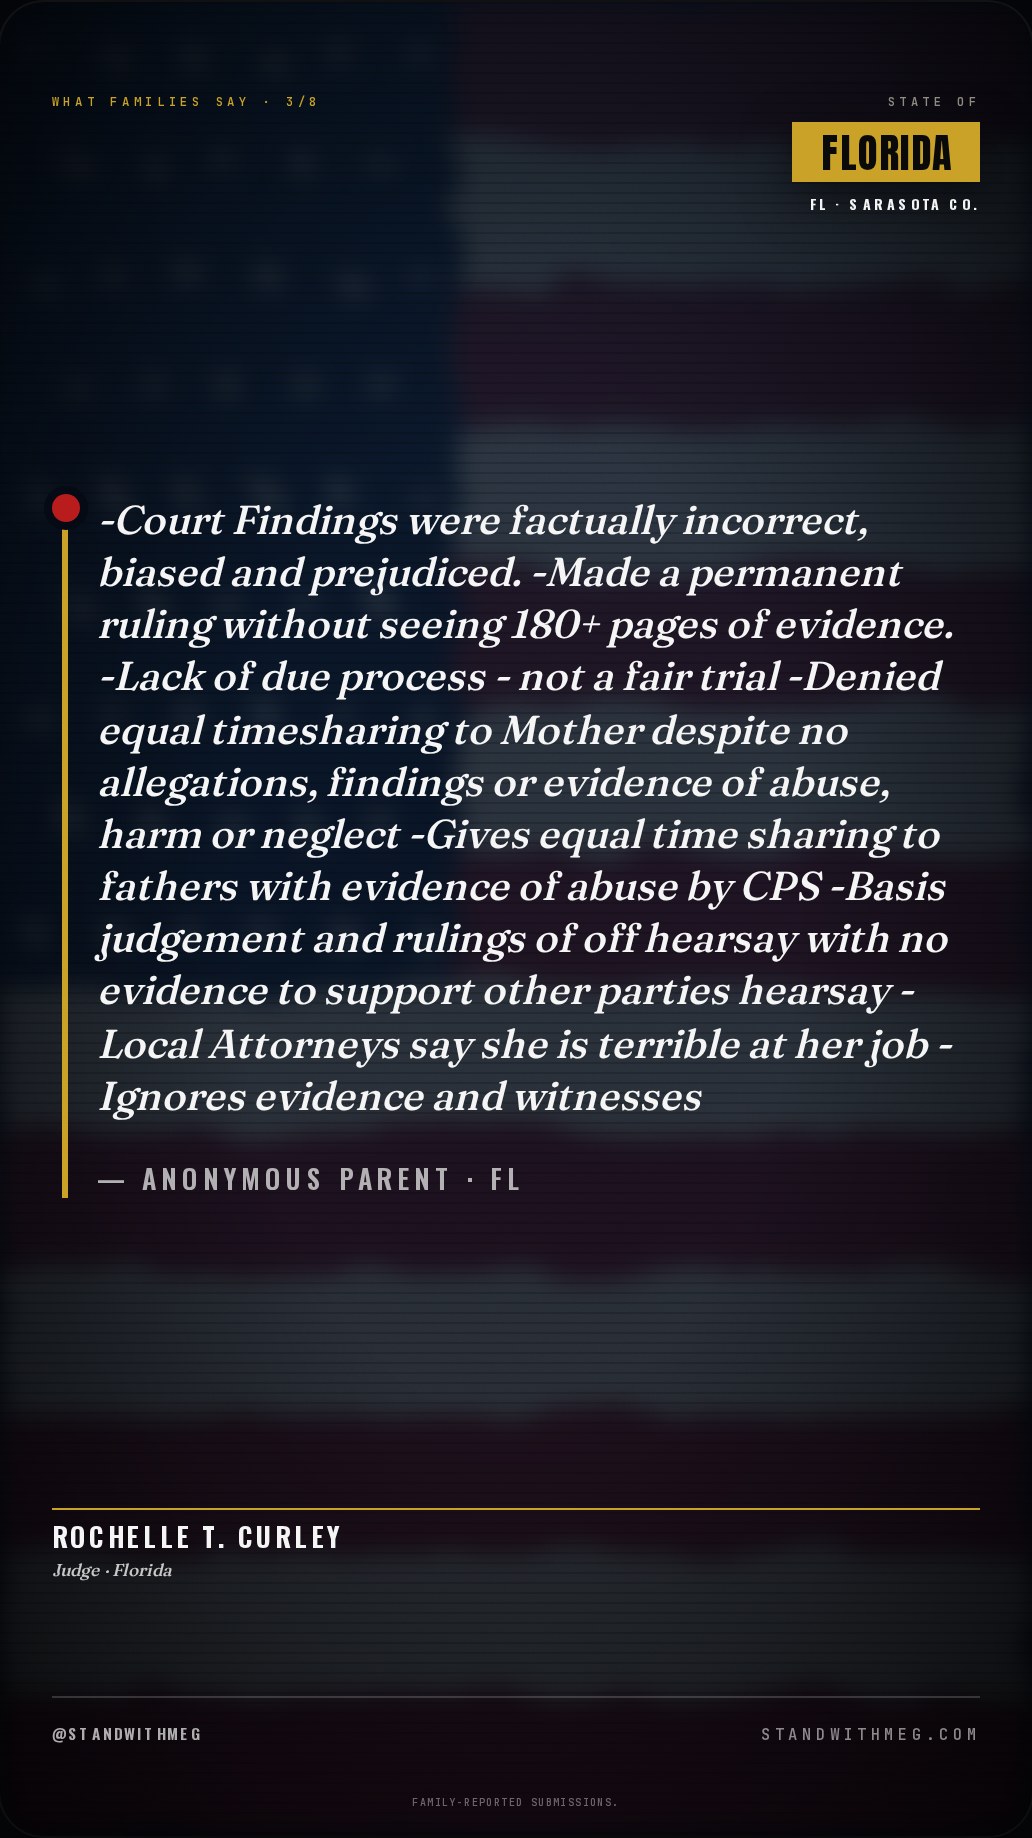 WHAT FAMILIES SAY · 3/8
STATE OF
FLORIDA
FL · SARASOTA CO.
-Court Findings were factually incorrect,
biased and prejudiced. -Made a permanent
ruling without seeing 180+ pages of evidence.
-Lack of due process - not a fair trial -Denied
equal timesharing to Mother despite no
allegations, findings or evidence of abuse,
harm or neglect -Gives equal time sharing to
fathers with evidence of abuse by CPS -Basis
judgement and rulings of off hearsay with no
evidence to support other parties hearsay -
Local Attorneys say she is terrible at her job -
Ignores evidence and witnesses
— ANONYMOUS PARENT · FL
ROCHELLE T. CURLEY
Judge · Florida
@STANDWITHMEG
STANDWITHMEG.COM
FAMILY-REPORTED SUBMISSIONS.